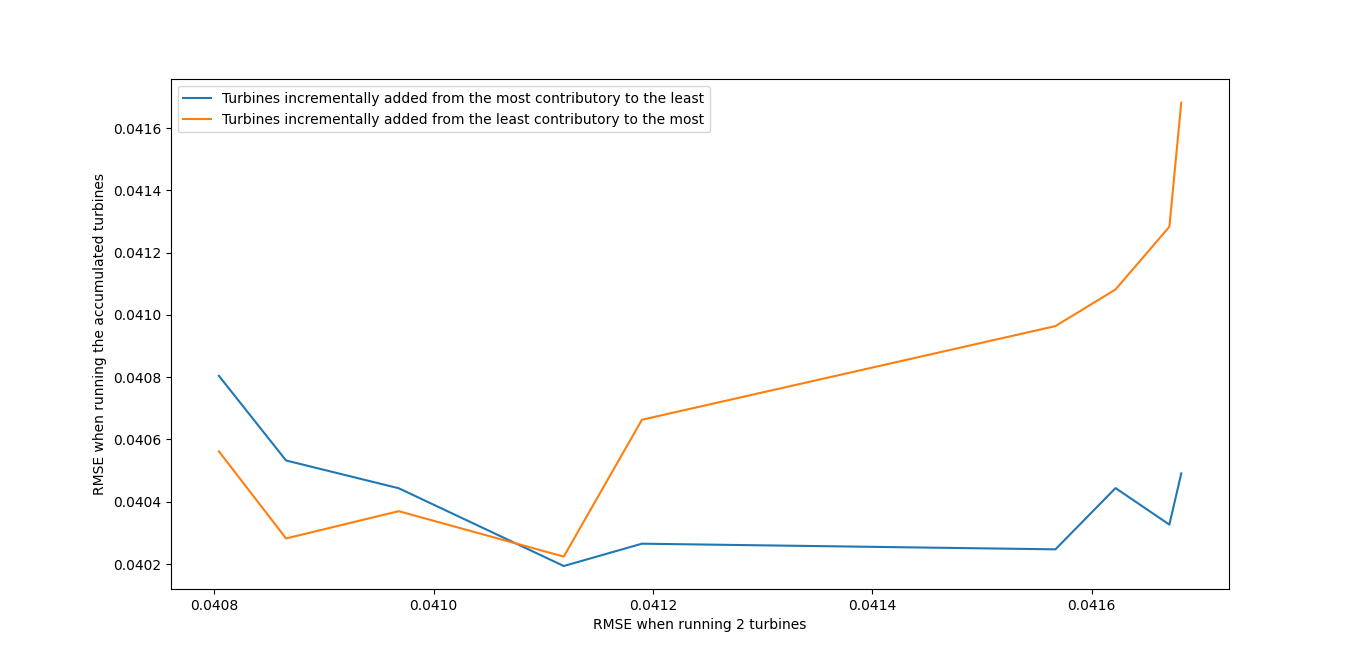 Turbines incrementally added from the most contributory to the least
Turbines incrementally added from the least contributory to the most
RMSE when running the accumulated turbines
0.0416
0.0414
0.0412
0.0410
0.0408
0.0406
0.0404
0.0402
0.0408 0.0410 0.0412 0.0414 0.0416
RMSE when running 2 turbines